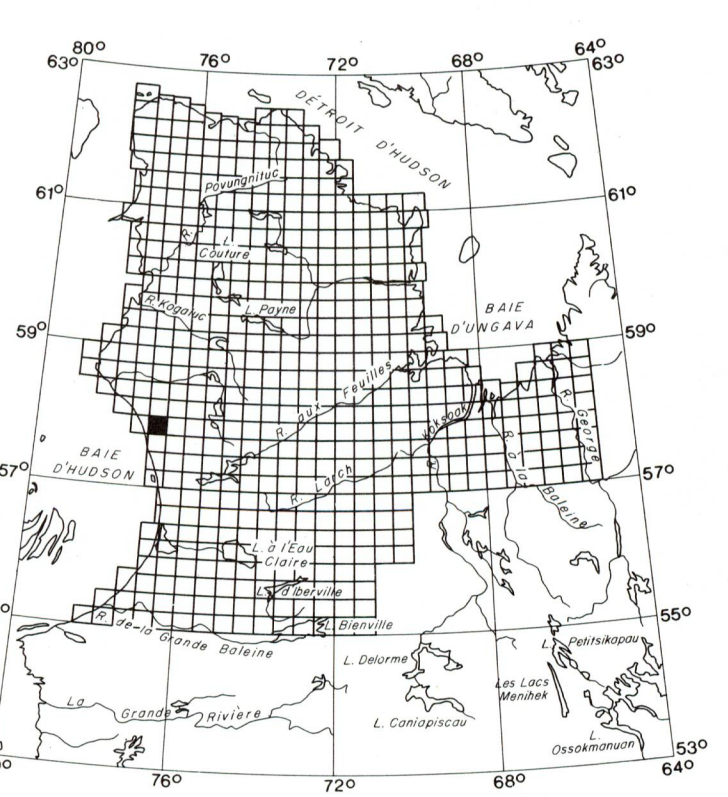 80°
76°
72°
68°
64°
63°
63°
DÉTROIT D'HUDSON
Povungnituc
61°
61°
R.
L.
Couture
R. Kogaluc
L. Payne
BAIE
D'UNGAVA
59°
59°
R. aux Feuilles
Koksoak
R.
R. George
R. à la Baleine
BAIE
D'HUDSON
57°
57°
R. Larch
L. à l'Eau
Claire
L. d'Iberville
R. de-la Grande Baleine
L. Bienville
55°
L. Delorme
L. Petitsikapau
Les Lacs
Menihek
La Grande Rivière
L. Caniapiscau
L.
Ossokmanuan
53°
76°
72°
68°
64°